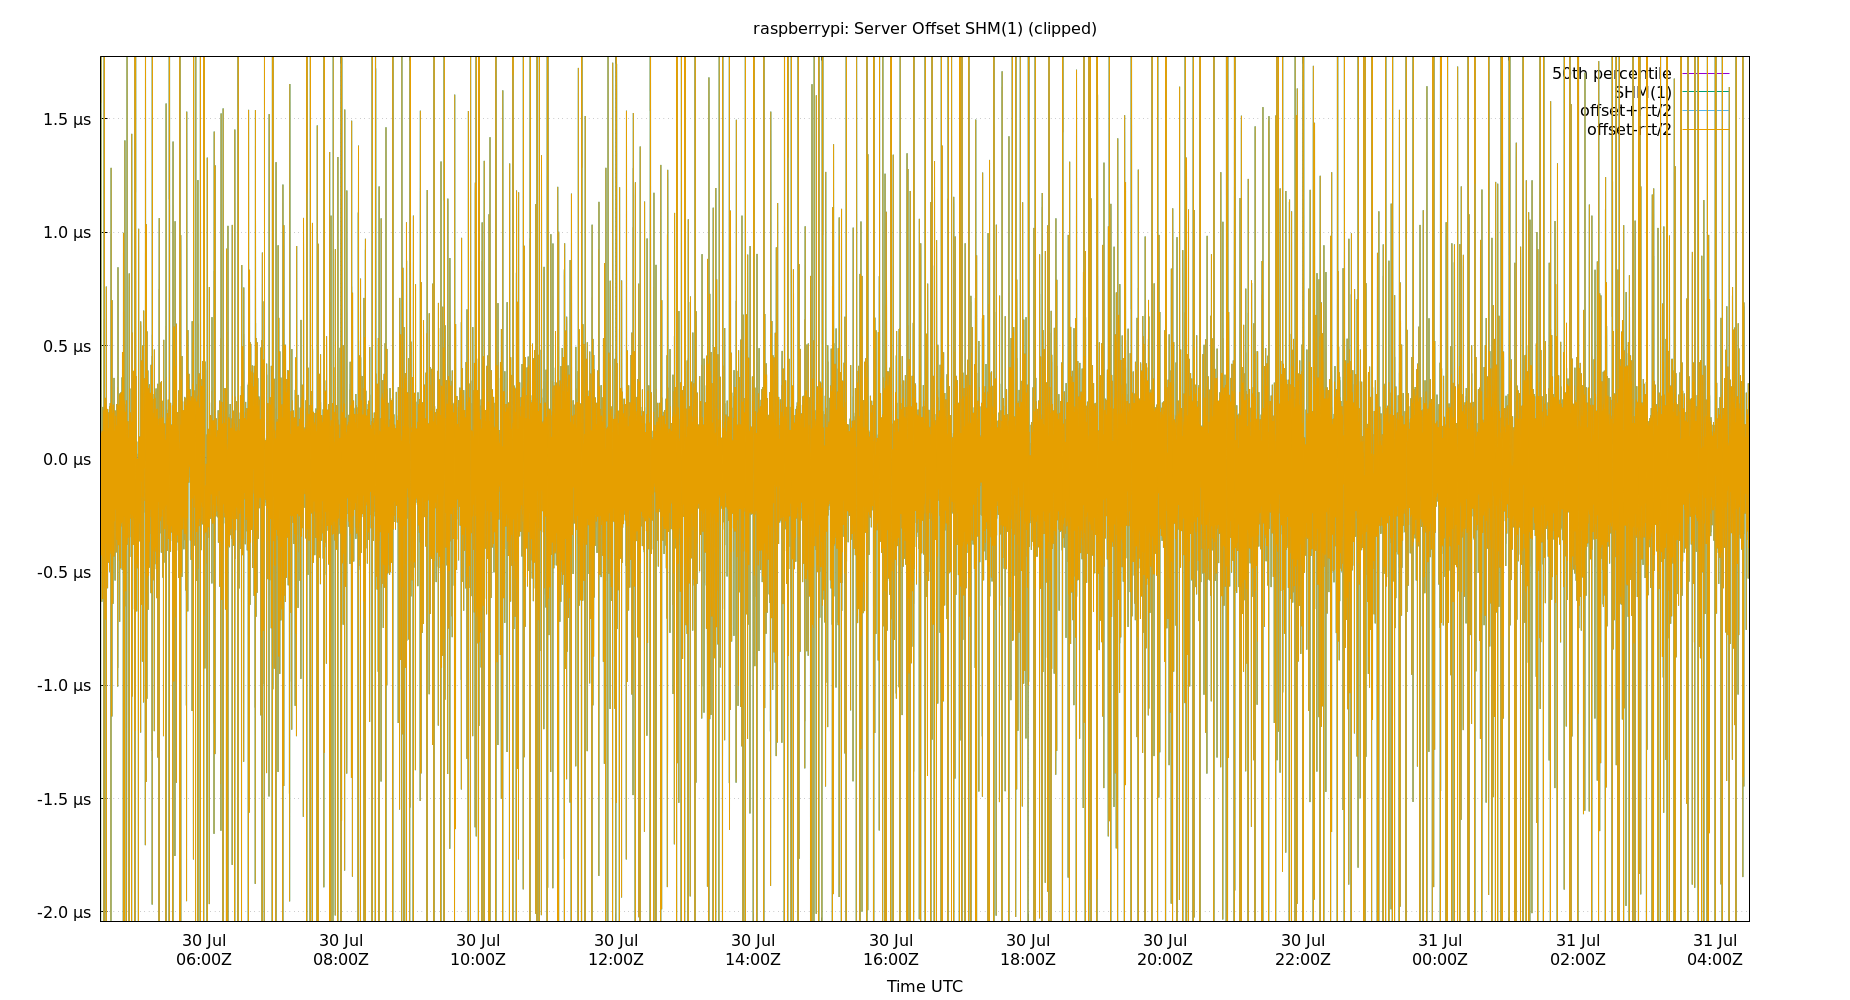 raspberrypi: Server Offset SHM(1) (clipped)
50th percentile
SHM(1)
offset+rtt/2
offset-rtt/2
1.5 µs
1.0 µs
0.5 µs
0.0 µs
-0.5 µs
-1.0 µs
-1.5 µs
-2.0 µs
30 Jul 30 Jul 30 Jul 30 Jul 30 Jul 30 Jul 30 Jul 30 Jul 30 Jul 31 Jul 31 Jul 31 Jul
06:00Z 08:00Z 10:00Z 12:00Z 14:00Z 16:00Z 18:00Z 20:00Z 22:00Z 00:00Z 02:00Z 04:00Z
Time UTC